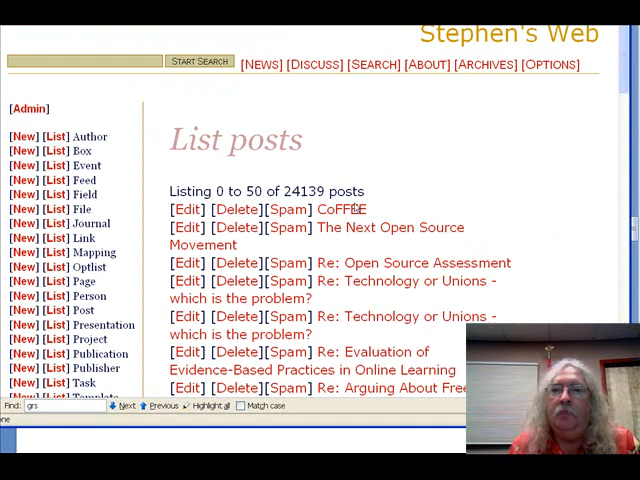 Stephen's Web
START SEARCH [NEWS] [DISCUSS] [SEARCH] [ABOUT] [ARCHIVES] [OPTIONS]
[Admin]
[New] [List] Author
[New] [List] Box
[New] [List] Event
[New] [List] Feed
[New] [List] Field
[New] [List] File
[New] [List] Journal
[New] [List] Link
[New] [List] Mapping
[New] [List] Optlist
[New] [List] Page
[New] [List] Person
[New] [List] Post
[New] [List] Presentation
[New] [List] Project
[New] [List] Publication
[New] [List] Publisher
[New] [List] Task
[New] [List] Template
List posts
Listing 0 to 50 of 24139 posts
[Edit] [Delete][Spam] CoFFEE
[Edit] [Delete][Spam] The Next Open Source
Movement
[Edit] [Delete][Spam] Re: Open Source Assessment
[Edit] [Delete][Spam] Re: Technology or Unions -
which is the problem?
[Edit] [Delete][Spam] Re: Technology or Unions -
which is the problem?
[Edit] [Delete][Spam] Re: Evaluation of
Evidence-Based Practices in Online Learning
[Edit] [Delete][Spam] Re: Arguing About Free
Find: grs Next Previous Highlight all Match case